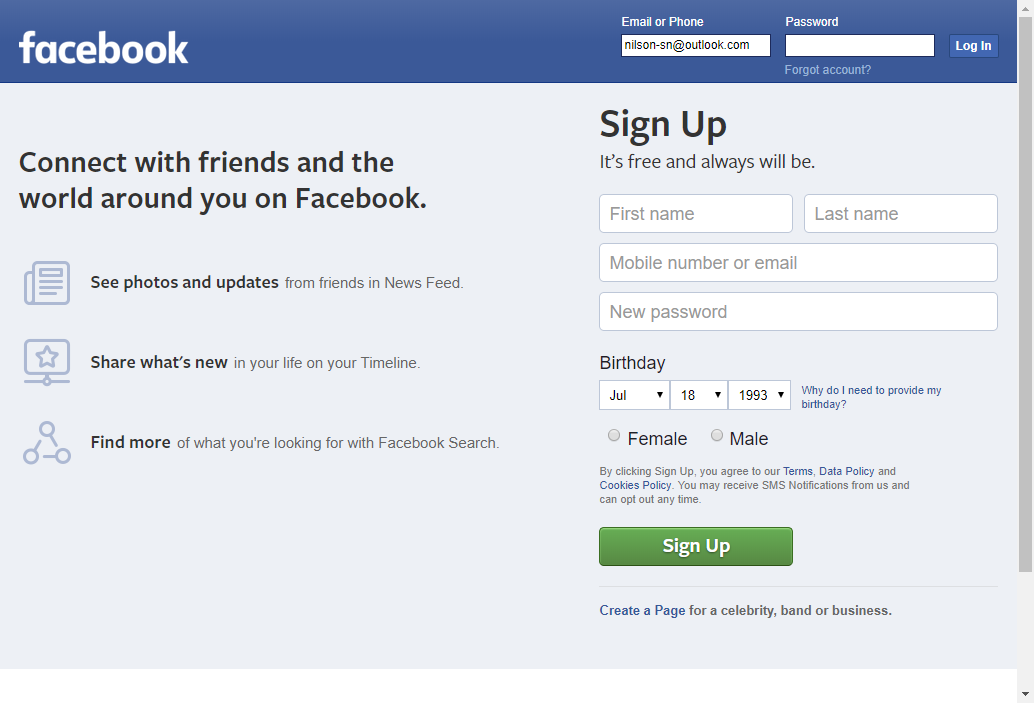 facebook
Email or Phone
Password
nilson-sn@outlook.com
Log In
Forgot account?
Connect with friends and the
world around you on Facebook.
See photos and updates from friends in News Feed.
Share what's new in your life on your Timeline.
Find more of what you're looking for with Facebook Search.
Sign Up
It's free and always will be.
First name
Last name
Mobile number or email
New password
Birthday
Jul 18 1993
Why do I need to provide my
birthday?
Female Male
By clicking Sign Up, you agree to our Terms, Data Policy and
Cookies Policy. You may receive SMS Notifications from us and
can opt out any time.
Sign Up
Create a Page for a celebrity, band or business.